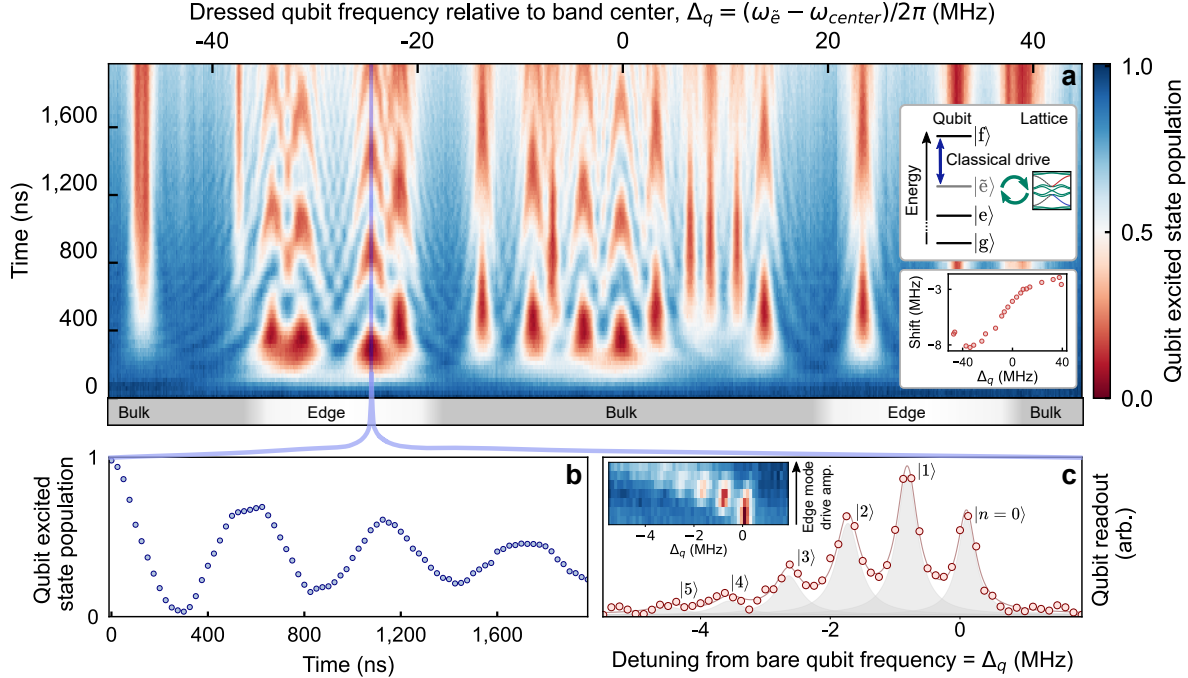 Dressed qubit frequency relative to band center, Δq = (ωẽ − ωcenter)/2π (MHz)
−40 −20 0 20 40
a
Time (ns)
1,600
1,200
800
400
0
Qubit Lattice
|f⟩
Classical drive
Energy
|ẽ⟩
|e⟩
|g⟩
Shift (MHz)
−3
−8
−40 0 40
Δq (MHz)
1.0
0.5
0.0
Qubit excited state population
Bulk Edge Bulk Edge Bulk
b
Qubit excited
state population
1
0
0 400 800 1,200 1,600
Time (ns)
c
−4 −2 0
Δq (MHz)
Edge mode
drive amp.
|5⟩
|4⟩
|3⟩
|2⟩
|1⟩
|n = 0⟩
Qubit readout
(arb.)
−4 −2 0
Detuning from bare qubit frequency = Δq (MHz)